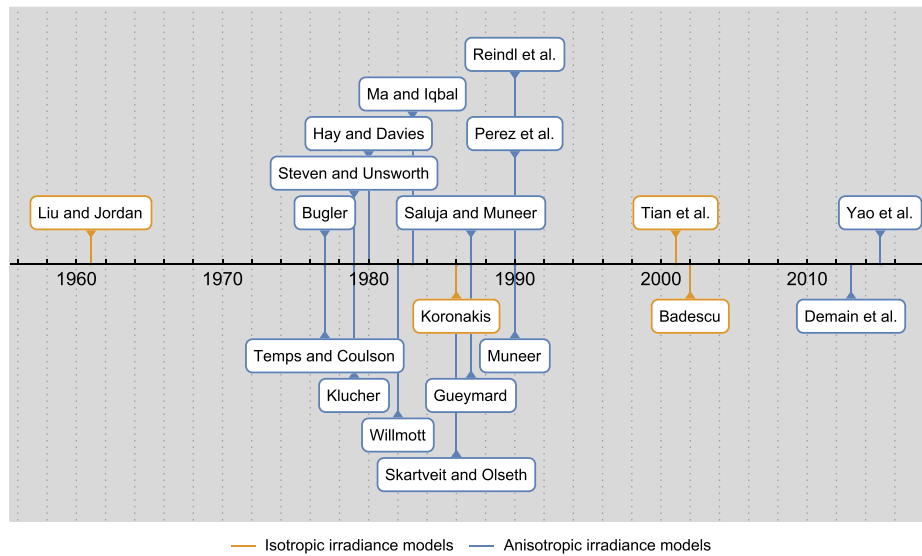 Reindl et al.
Ma and Iqbal
Hay and Davies
Perez et al.
Steven and Unsworth
Liu and Jordan
Bugler
Saluja and Muneer
Tian et al.
Yao et al.
1960
1970
1980
1990
2000
2010
Koronakis
Badescu
Demain et al.
Temps and Coulson
Muneer
Klucher
Gueymard
Willmott
Skartveit and Olseth
Isotropic irradiance models
Anisotropic irradiance models